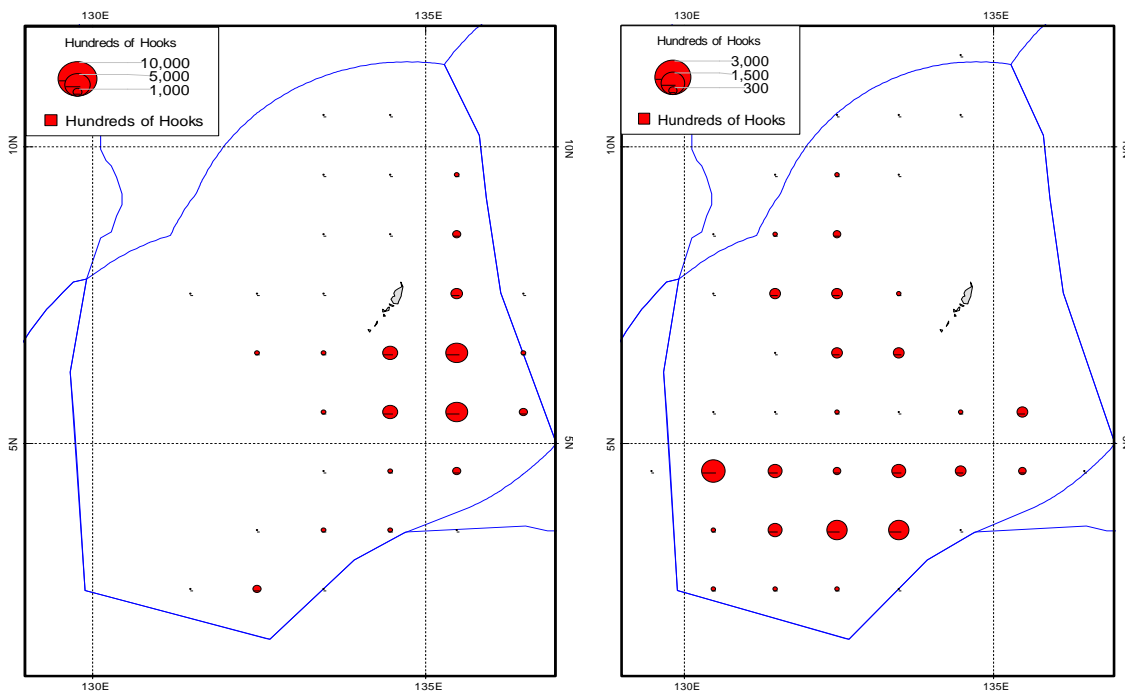 130E 135E
Hundreds of Hooks
10,000
5,000
1,000
Hundreds of Hooks
10N 10N
5N 5N
130E 135E
130E 135E
Hundreds of Hooks
3,000
1,500
300
Hundreds of Hooks
10N 10N
5N 5N
130E 135E